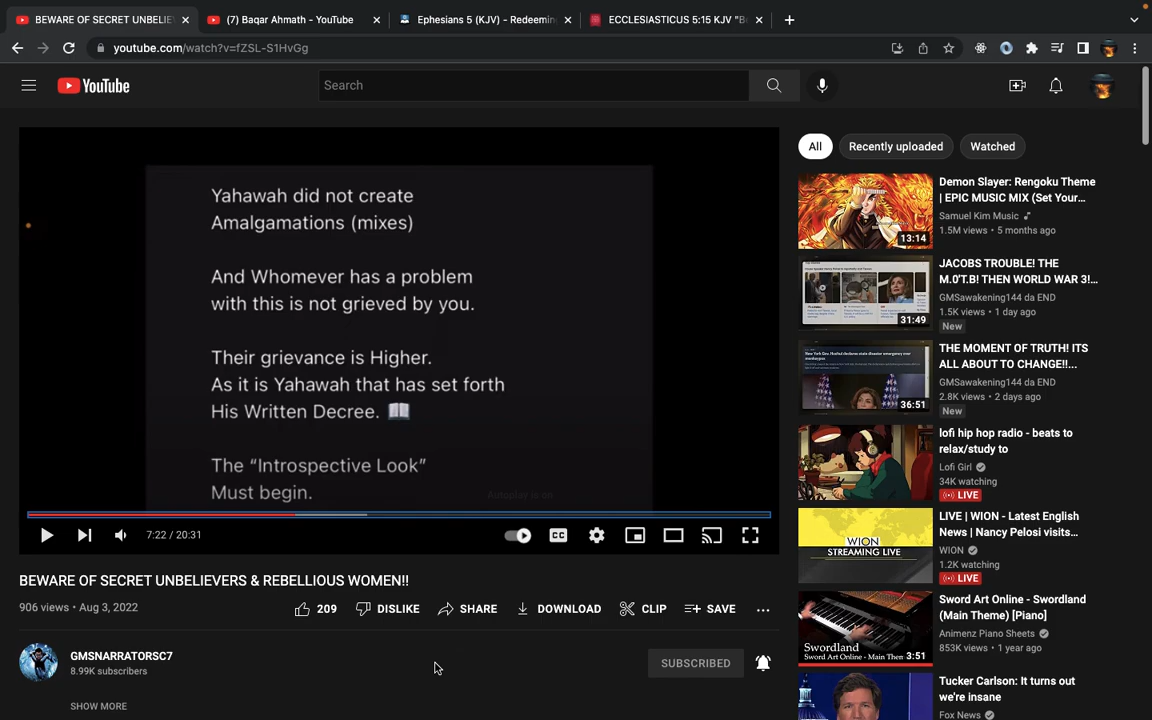 BEWARE OF SECRET UNBELIE
(7) Baqar Ahmath - YouTube
Ephesians 5 (KJV) - Redeemin
ECCLESIASTICUS 5:15 KJV "B
youtube.com/watch?v=fZSL-S1HvGg
YouTube
Search
Yahawah did not create
Amalgamations (mixes)
And Whomever has a problem
with this is not grieved by you.
Their grievance is Higher.
As it is Yahawah that has set forth
His Written Decree. 📖
The “Introspective Look”
Must begin.
Autoplay is on
7:22 / 20:31
CC
BEWARE OF SECRET UNBELIEVERS & REBELLIOUS WOMEN!!
906 views • Aug 3, 2022
209
DISLIKE
SHARE
DOWNLOAD
CLIP
SAVE
GMSNARRATORSC7
8.99K subscribers
SUBSCRIBED
SHOW MORE
All
Recently uploaded
Watched
13:14
Demon Slayer: Rengoku Theme
| EPIC MUSIC MIX (Set Your...
Samuel Kim Music
1.5M views • 5 months ago
31:49
JACOBS TROUBLE! THE
M.0'T.B! THEN WORLD WAR 3!...
GMSawakening144 da END
1.5K views • 1 day ago
New
36:51
THE MOMENT OF TRUTH! ITS
ALL ABOUT TO CHANGE!!...
GMSawakening144 da END
2.8K views • 2 days ago
New
lofi hip hop radio - beats to
relax/study to
Lofi Girl
34K watching
LIVE
WION
STREAMING LIVE
LIVE | WION - Latest English
News | Nancy Pelosi visits...
WION
1.2K watching
LIVE
Swordland
Sword Art Online - Main Then
3:51
Sword Art Online - Swordland
(Main Theme) [Piano]
Animenz Piano Sheets
853K views • 1 year ago
Tucker Carlson: It turns out
we're insane
Fox News